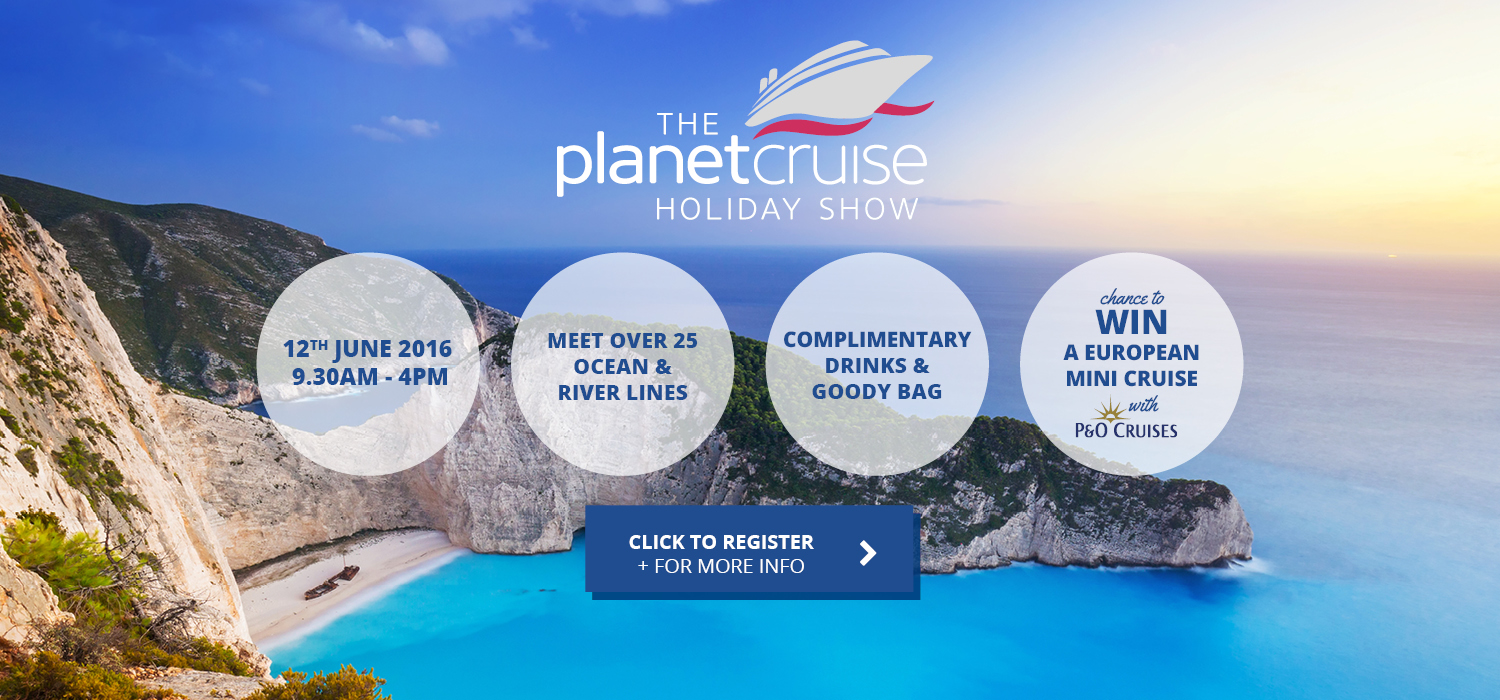 THE
planetcruise
HOLIDAY SHOW
12TH JUNE 2016
9.30AM - 4PM
MEET OVER 25
OCEAN &
RIVER LINES
COMPLIMENTARY
DRINKS &
GOODY BAG
chance to
WIN
A EUROPEAN
MINI CRUISE
with
P&O CRUISES
CLICK TO REGISTER
+ FOR MORE INFO